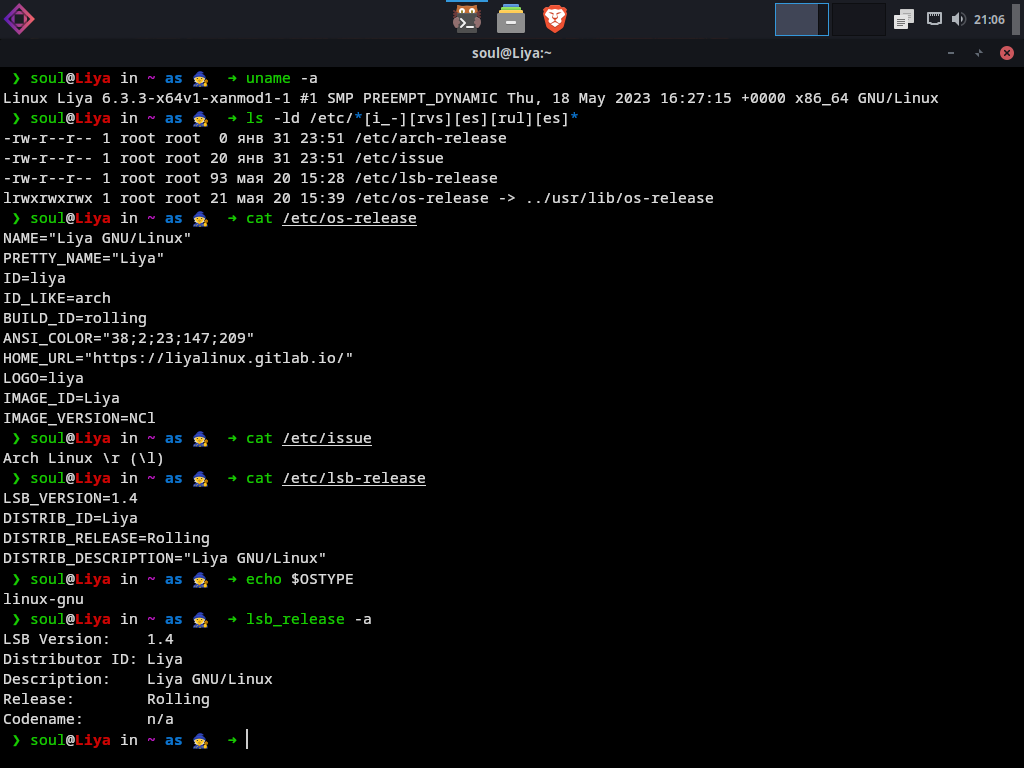 21:06
soul@Liya:~
❯ soul@Liya in ~ as 🧙 ➜ uname -a
Linux Liya 6.3.3-x64v1-xanmod1-1 #1 SMP PREEMPT_DYNAMIC Thu, 18 May 2023 16:27:15 +0000 x86_64 GNU/Linux
❯ soul@Liya in ~ as 🧙 ➜ ls -ld /etc/*[i_-][rvs][es][rul][es]*
-rw-r--r-- 1 root root  0 янв 31 23:51 /etc/arch-release
-rw-r--r-- 1 root root 20 янв 31 23:51 /etc/issue
-rw-r--r-- 1 root root 93 мая 20 15:28 /etc/lsb-release
lrwxrwxrwx 1 root root 21 мая 20 15:39 /etc/os-release -> ../usr/lib/os-release
❯ soul@Liya in ~ as 🧙 ➜ cat /etc/os-release
NAME="Liya GNU/Linux"
PRETTY_NAME="Liya"
ID=liya
ID_LIKE=arch
BUILD_ID=rolling
ANSI_COLOR="38;2;23;147;209"
HOME_URL="https://liyalinux.gitlab.io/"
LOGO=liya
IMAGE_ID=Liya
IMAGE_VERSION=NCl
❯ soul@Liya in ~ as 🧙 ➜ cat /etc/issue
Arch Linux \r (\l)
❯ soul@Liya in ~ as 🧙 ➜ cat /etc/lsb-release
LSB_VERSION=1.4
DISTRIB_ID=Liya
DISTRIB_RELEASE=Rolling
DISTRIB_DESCRIPTION="Liya GNU/Linux"
❯ soul@Liya in ~ as 🧙 ➜ echo $OSTYPE
linux-gnu
❯ soul@Liya in ~ as 🧙 ➜ lsb_release -a
LSB Version:    1.4
Distributor ID: Liya
Description:    Liya GNU/Linux
Release:        Rolling
Codename:       n/a
❯ soul@Liya in ~ as 🧙 ➜